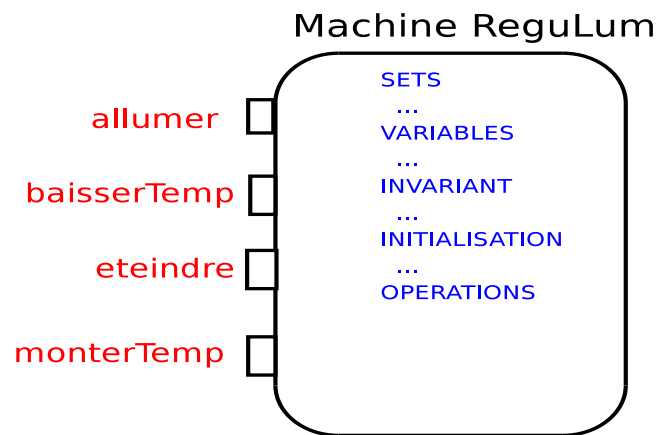 Machine ReguLum
allumer
baisserTemp
eteindre
monterTemp
SETS
...
VARIABLES
...
INVARIANT
...
INITIALISATION
...
OPERATIONS